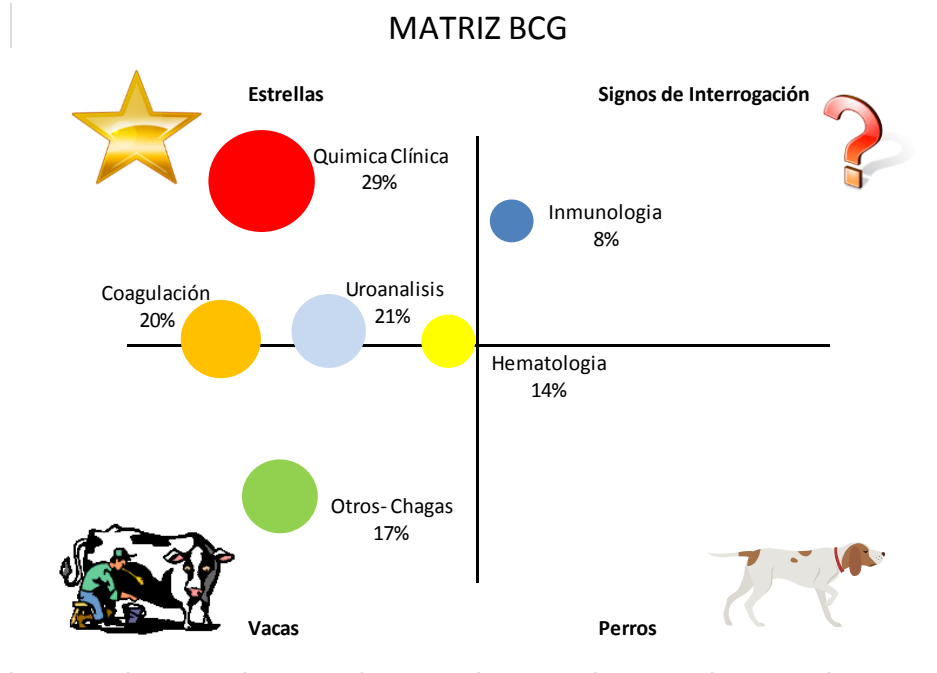 MATRIZ BCG
Estrellas
Signos de Interrogación
Quimica Clínica
29%
Inmunologia
8%
Coagulación
20%
Uroanalisis
21%
Hematologia
14%
Otros- Chagas
17%
Vacas
Perros